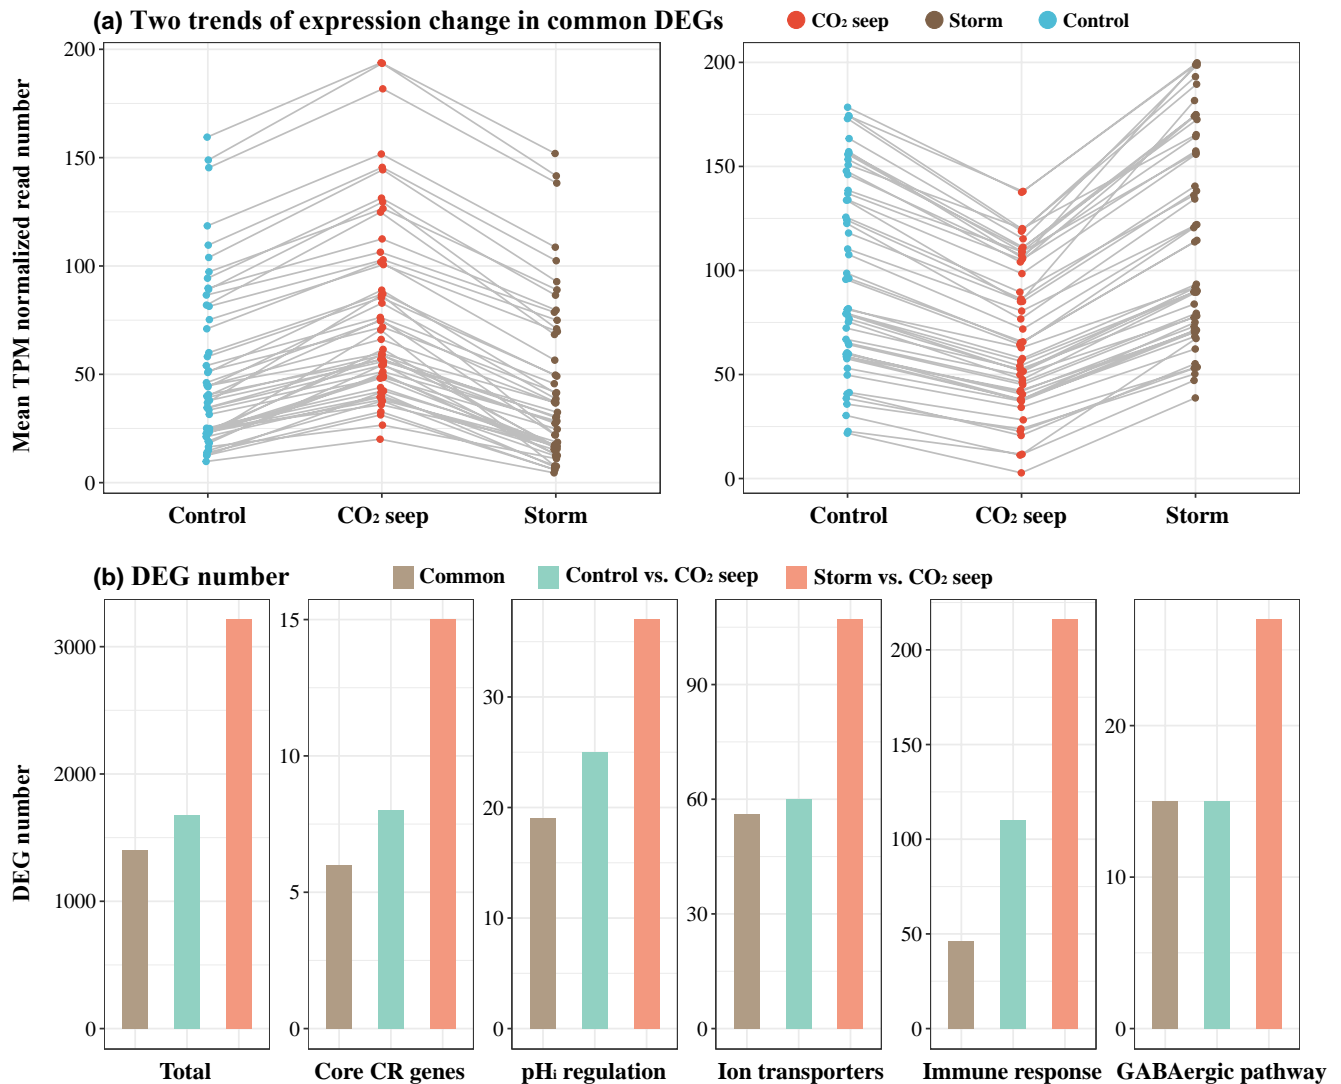 (a) Two trends of expression change in common DEGs
CO₂ seep Storm Control
Mean TPM normalized read number
200
150
100
50
0
Control CO₂ seep Storm
200
150
100
50
0
Control CO₂ seep Storm
(b) DEG number
Common Control vs. CO₂ seep Storm vs. CO₂ seep
DEG number
3000
2000
1000
0
Total
15
10
5
0
Core CR genes
30
20
10
0
pHᵢ regulation
90
60
30
0
Ion transporters
200
150
100
50
0
Immune response
20
10
0
GABAergic pathway